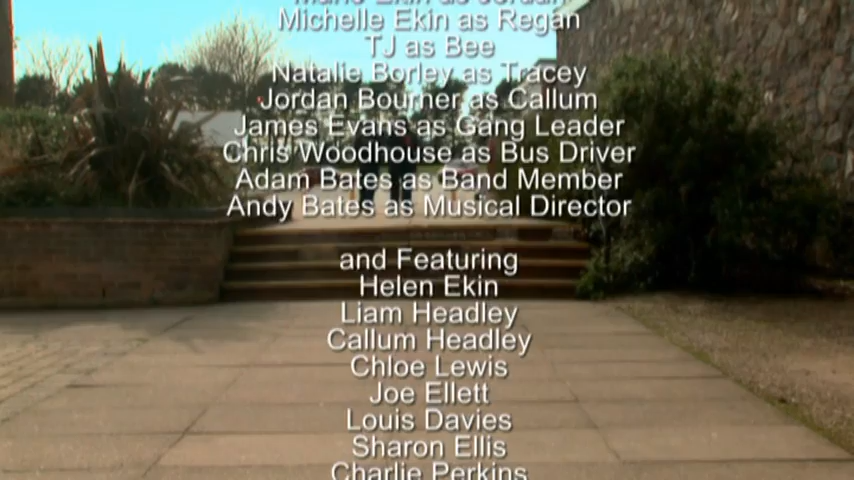 Michelle Ekin as Regan
TJ as Bee
Natalie Borley as Tracey
Jordan Bourner as Callum
James Evans as Gang Leader
Chris Woodhouse as Bus Driver
Adam Bates as Band Member
Andy Bates as Musical Director
and Featuring
Helen Ekin
Liam Headley
Callum Headley
Chloe Lewis
Joe Ellett
Louis Davies
Sharon Ellis
Charlie Perkins